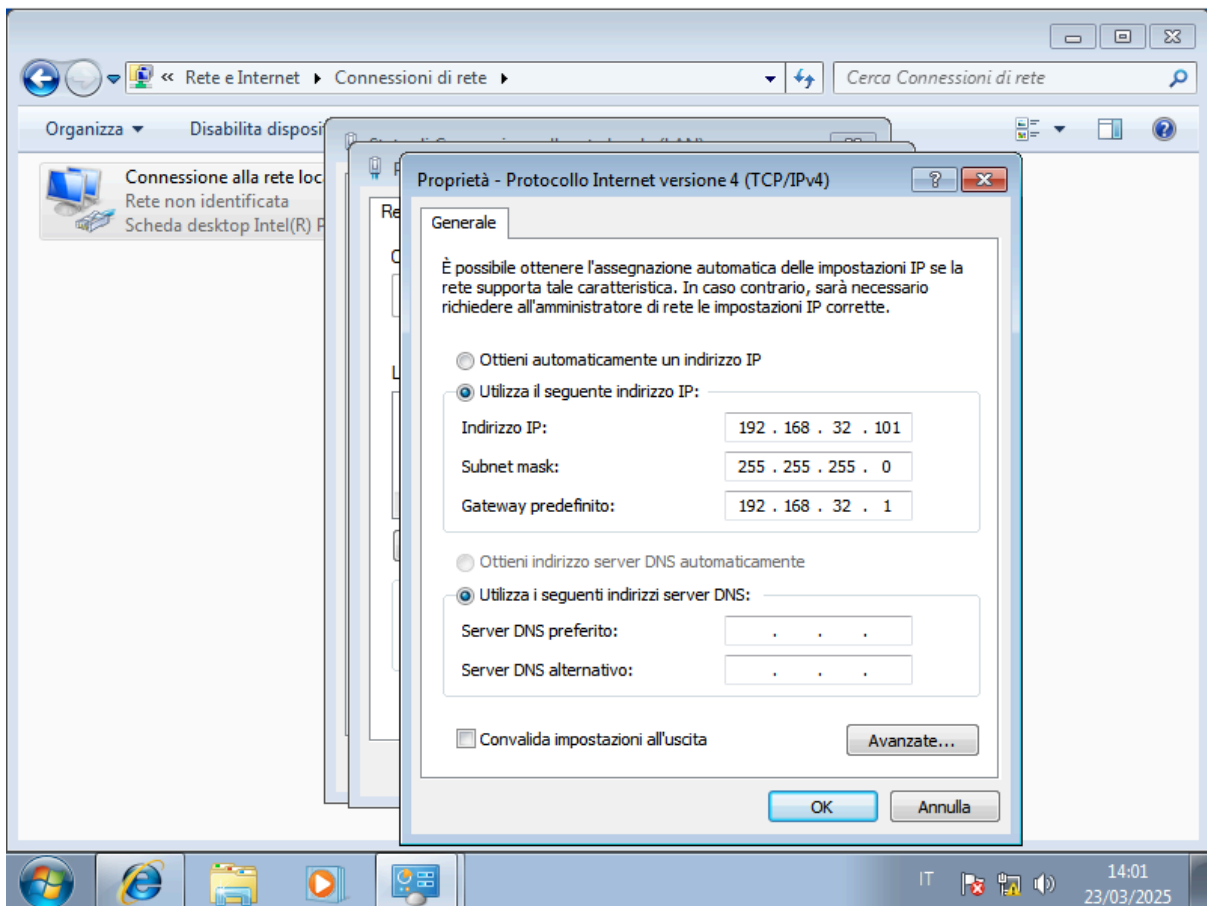 « Rete e Internet Connessioni di rete
Cerca Connessioni di rete
Organizza Disabilita disposi
Connessione alla rete loc
Rete non identificata
Scheda desktop Intel(R) P
Re
Proprietà - Protocollo Internet versione 4 (TCP/IPv4)
Generale
È possibile ottenere l'assegnazione automatica delle impostazioni IP se la
rete supporta tale caratteristica. In caso contrario, sarà necessario
richiedere all'amministratore di rete le impostazioni IP corrette.
Ottieni automaticamente un indirizzo IP
Utilizza il seguente indirizzo IP:
Indirizzo IP: 192 . 168 . 32 . 101
Subnet mask: 255 . 255 . 255 . 0
Gateway predefinito: 192 . 168 . 32 . 1
Ottieni indirizzo server DNS automaticamente
Utilizza i seguenti indirizzi server DNS:
Server DNS preferito: . . .
Server DNS alternativo: . . .
Convalida impostazioni all'uscita
Avanzate...
OK Annulla
IT
14:01
23/03/2025